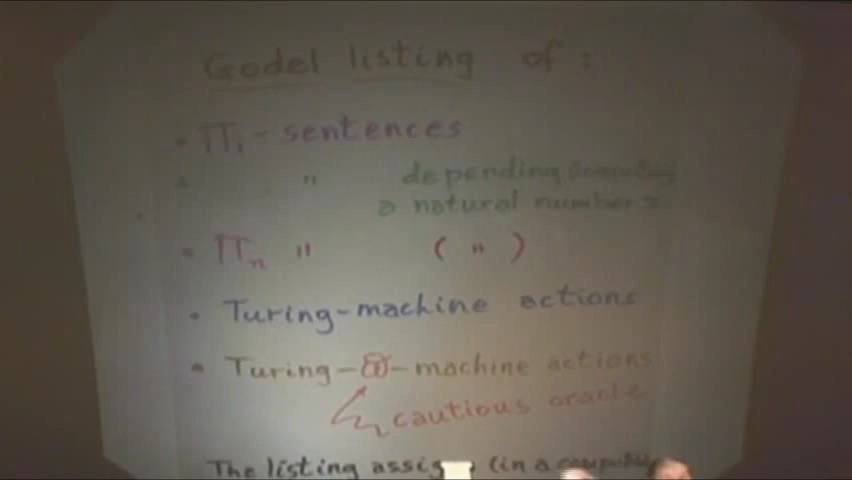 Godel listing of :
• Π₁ - sentences
• " depending
a natural number
• Πₙ " ( " )
• Turing-machine actions
• Turing- -machine actions
cautious oracle
The listing (in a